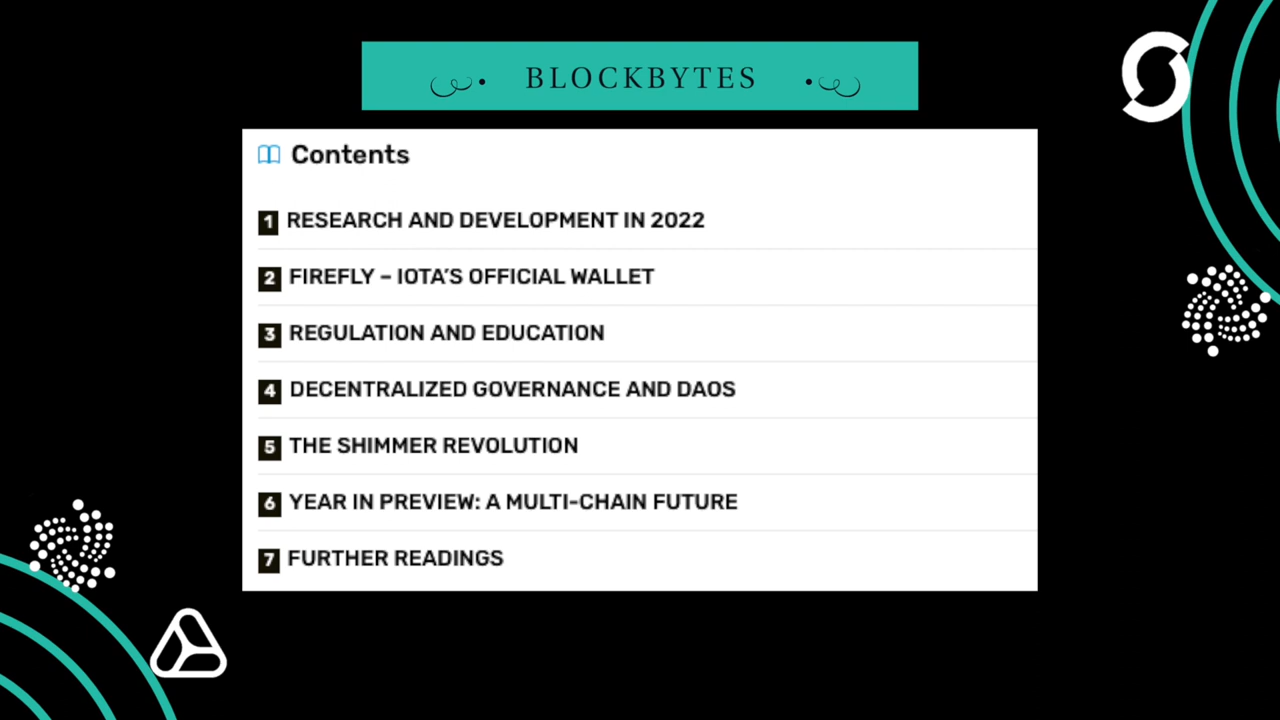 BLOCKBYTES
Contents
1 RESEARCH AND DEVELOPMENT IN 2022
2 FIREFLY – IOTA'S OFFICIAL WALLET
3 REGULATION AND EDUCATION
4 DECENTRALIZED GOVERNANCE AND DAOS
5 THE SHIMMER REVOLUTION
6 YEAR IN PREVIEW: A MULTI-CHAIN FUTURE
7 FURTHER READINGS